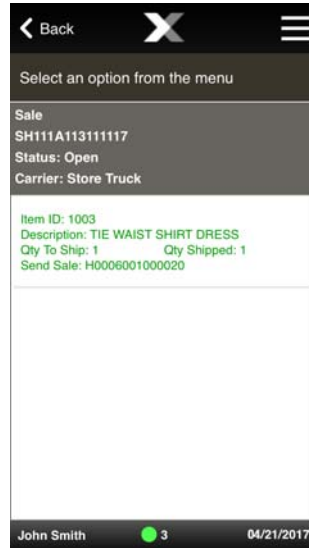 Back
Select an option from the menu
Sale
SH111A113111117
Status: Open
Carrier: Store Truck
Item ID: 1003
Description: TIE WAIST SHIRT DRESS
Qty To Ship: 1 Qty Shipped: 1
Send Sale: H0006001000020
John Smith 3 04/21/2017